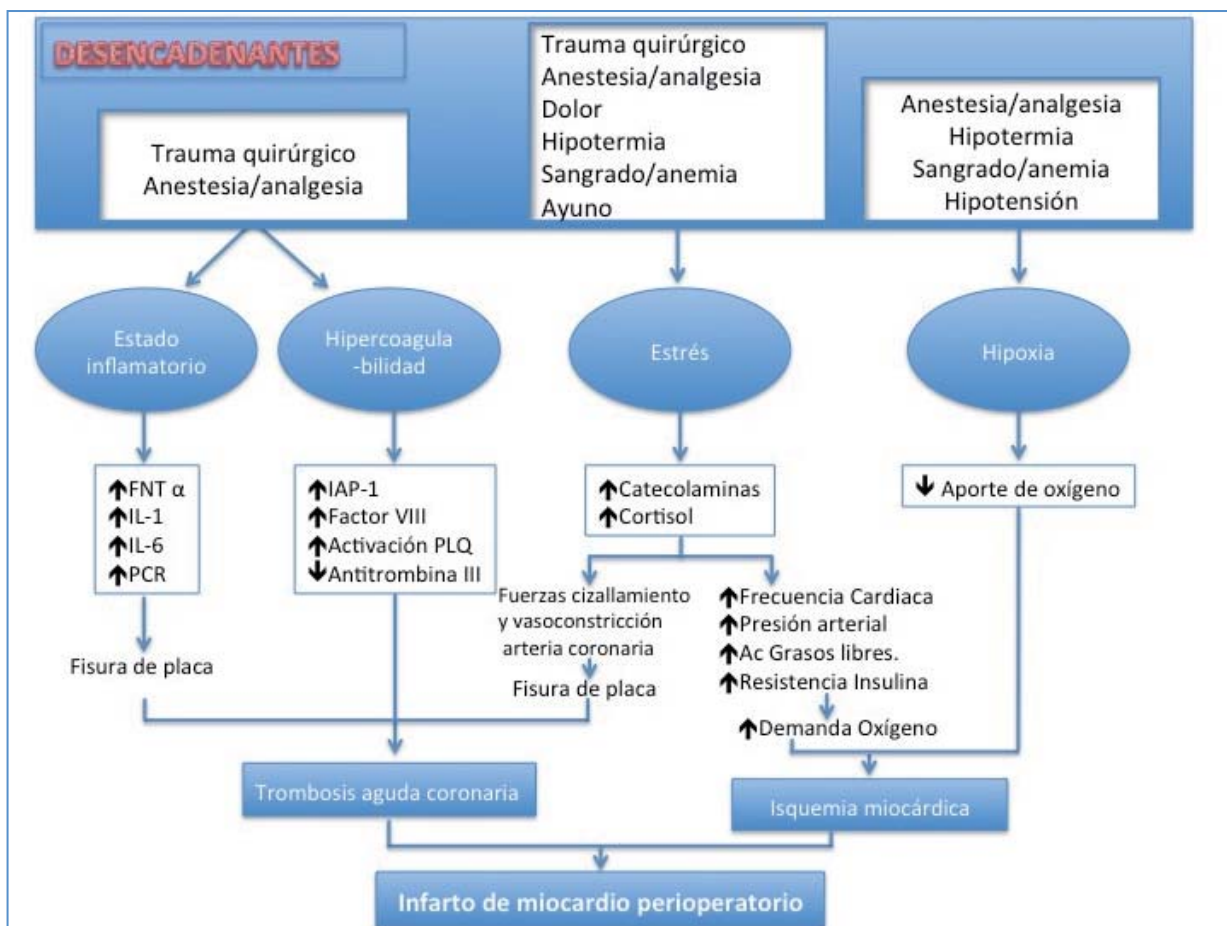 DESENCADENANTES
Trauma quirúrgico
Anestesia/analgesia
Trauma quirúrgico
Anestesia/analgesia
Dolor
Hipotermia
Sangrado/anemia
Ayuno
Anestesia/analgesia
Hipotermia
Sangrado/anemia
Hipotensión
Estado
inflamatorio
Hipercoagula
-bilidad
Estrés
Hipoxia
↑FNT α
↑IL-1
↑IL-6
↑PCR
↑IAP-1
↑Factor VIII
↑Activación PLQ
↓Antitrombina III
↑Catecolaminas
↑Cortisol
↓ Aporte de oxígeno
Fisura de placa
Fuerzas cizallamiento
y vasoconstricción
arteria coronaria
Fisura de placa
↑Frecuencia Cardiaca
↑Presión arterial
↑Ac Grasos libres.
↑Resistencia Insulina
↑Demanda Oxígeno
Trombosis aguda coronaria
Isquemia miocárdica
Infarto de miocardio perioperatorio